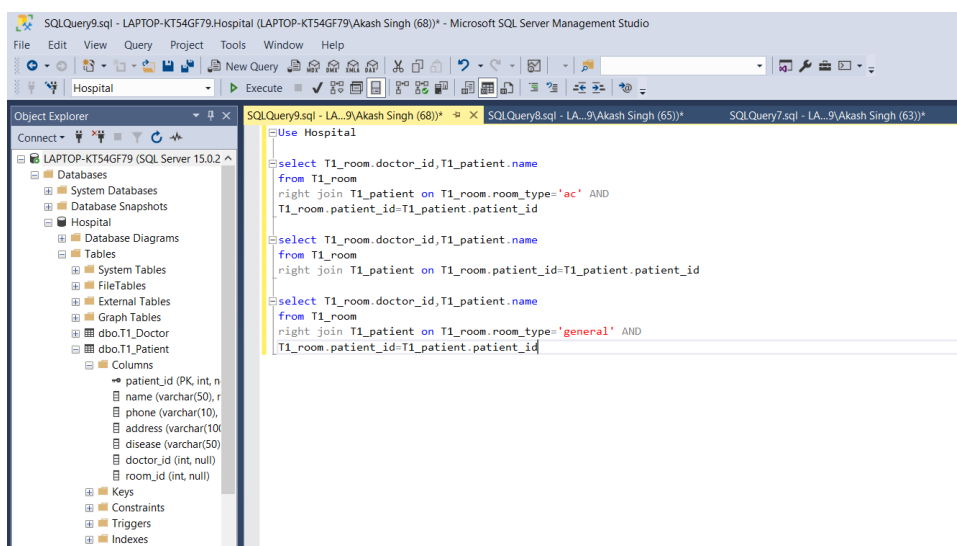 SQLQuery9.sql - LAPTOP-KT54GF79.Hospital (LAPTOP-KT54GF79\Akash Singh (68))* - Microsoft SQL Server Management Studio
File Edit View Query Project Tools Window Help
New Query
Hospital Execute
Object Explorer
SQLQuery9.sql - LA...9\Akash Singh (68))* SQLQuery8.sql - LA...9\Akash Singh (65))* SQLQuery7.sql - LA...9\Akash Singh (63))*
Connect
LAPTOP-KT54GF79 (SQL Server 15.0.2
Databases
System Databases
Database Snapshots
Hospital
Database Diagrams
Tables
System Tables
FileTables
External Tables
Graph Tables
dbo.T1_Doctor
dbo.T1_Patient
Columns
patient_id (PK, int, n
name (varchar(50), r
phone (varchar(10),
address (varchar(100
disease (varchar(50)
doctor_id (int, null)
room_id (int, null)
Keys
Constraints
Triggers
Indexes
Use Hospital
select T1_room.doctor_id,T1_patient.name
from T1_room
right join T1_patient on T1_room.room_type='ac' AND
T1_room.patient_id=T1_patient.patient_id
select T1_room.doctor_id,T1_patient.name
from T1_room
right join T1_patient on T1_room.patient_id=T1_patient.patient_id
select T1_room.doctor_id,T1_patient.name
from T1_room
right join T1_patient on T1_room.room_type='general' AND
T1_room.patient_id=T1_patient.patient_id